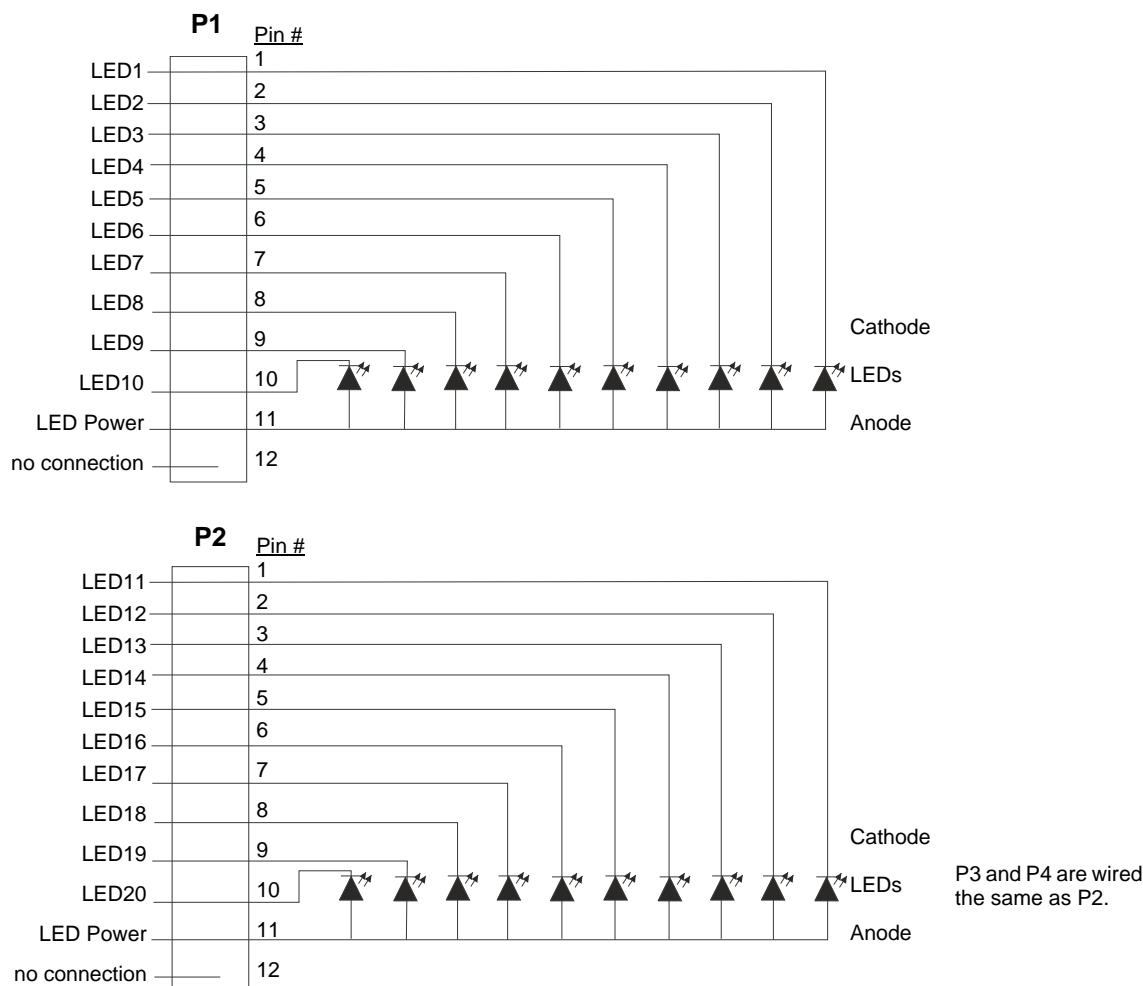 P1
Pin #
LED1
1
LED2
2
LED3
3
LED4
4
LED5
5
LED6
6
LED7
7
LED8
8
Cathode
LED9
9
LED10
10
LEDs
LED Power
11
Anode
no connection
12
P2
Pin #
LED11
1
LED12
2
LED13
3
LED14
4
LED15
5
LED16
6
LED17
7
LED18
8
Cathode
LED19
9
LED20
10
LEDs
P3 and P4 are wired
the same as P2.
LED Power
11
Anode
no connection
12